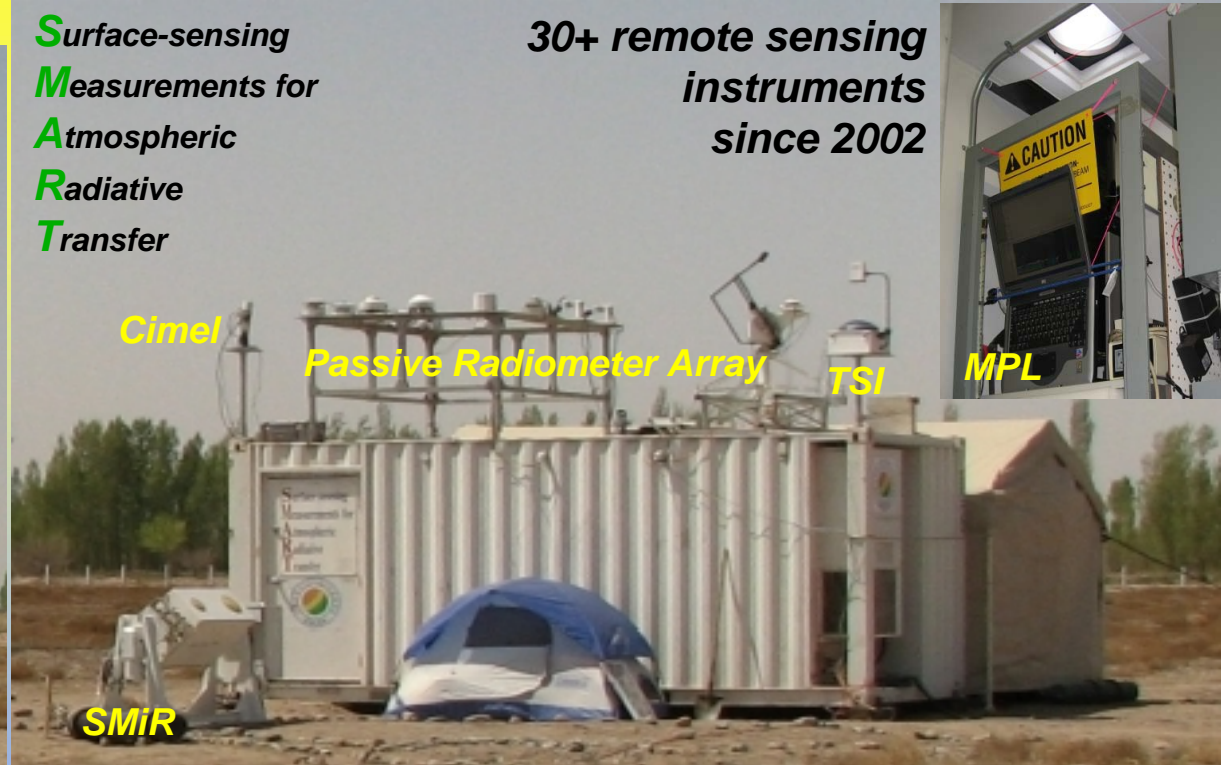 Surface-sensing
Measurements for
Atmospheric
Radiative
Transfer
30+ remote sensing
instruments
since 2002
CAUTION
BEAM
Cimel
Passive Radiometer Array
TSI
MPL
Surface-sensing
Measurements for
Atmospheric
Radiative
Transfer
SMiR